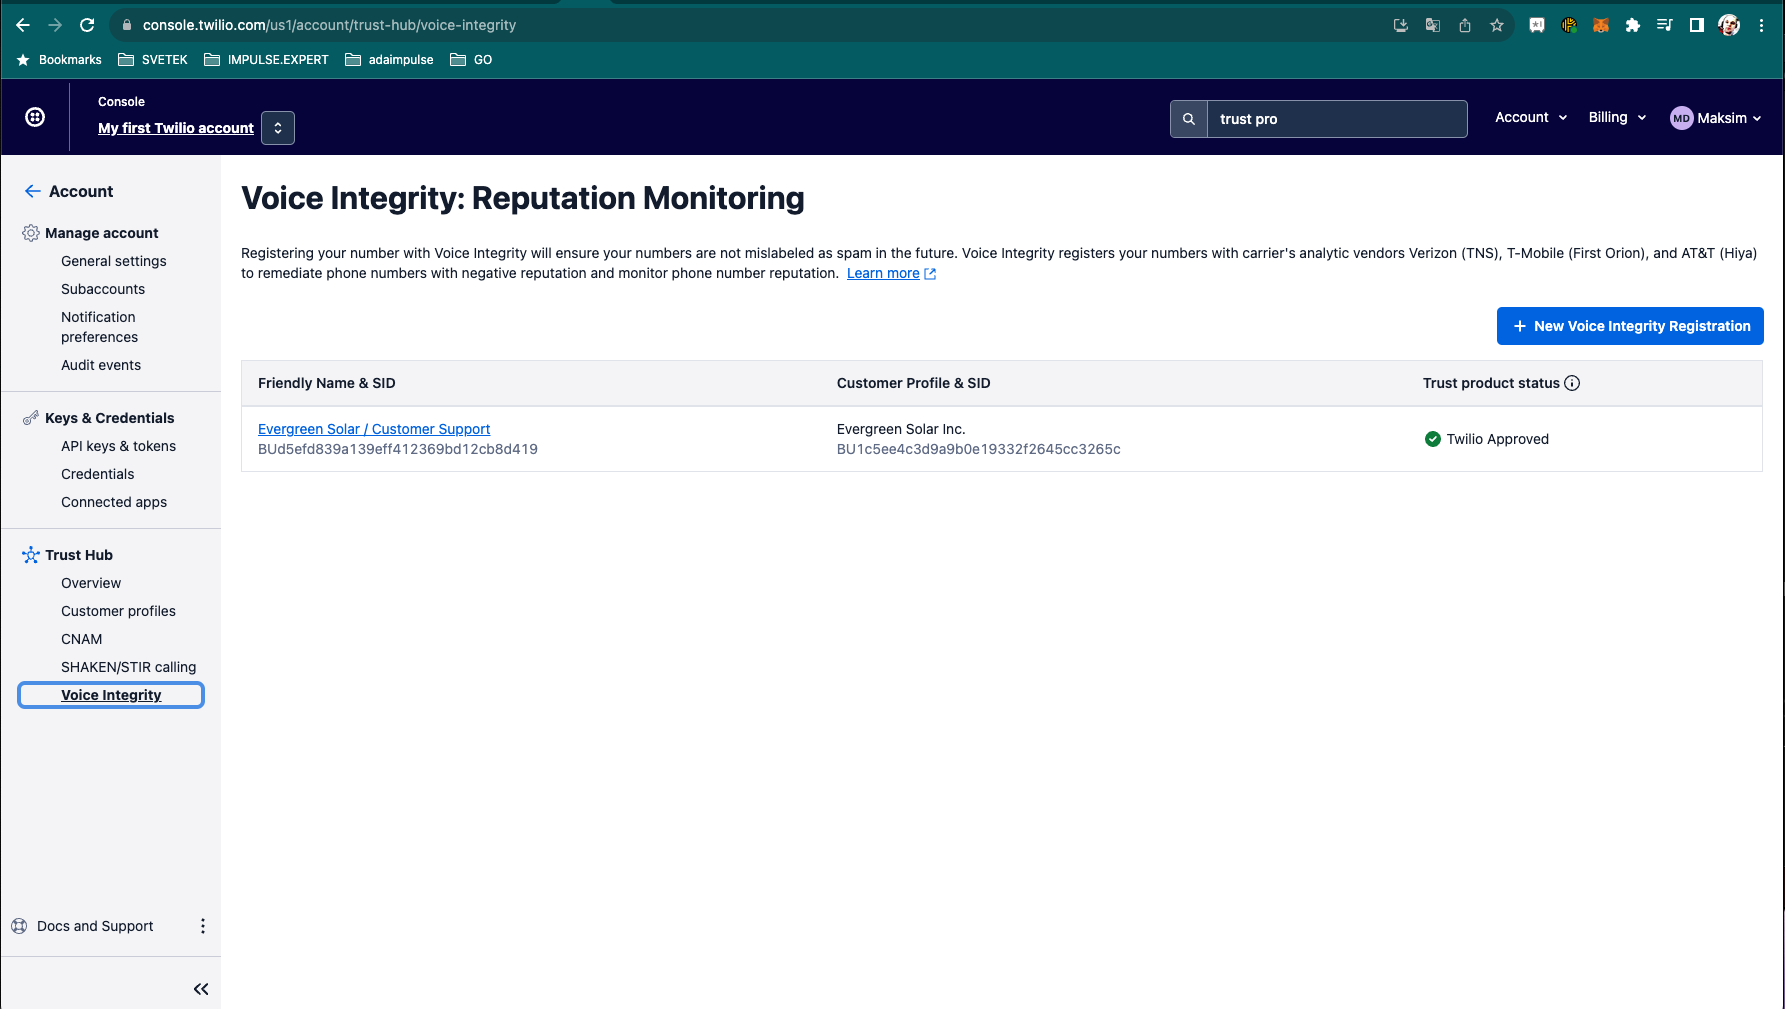 console.twilio.com/us1/account/trust-hub/voice-integrity
Bookmarks SVETEK IMPULSE.EXPERT adaimpulse GO
Console
My first Twilio account
trust pro
Account
Billing
MD Maksim
Account
Manage account
General settings
Subaccounts
Notification
preferences
Audit events
Keys & Credentials
API keys & tokens
Credentials
Connected apps
Trust Hub
Overview
Customer profiles
CNAM
SHAKEN/STIR calling
Voice Integrity
Docs and Support
Voice Integrity: Reputation Monitoring
Registering your number with Voice Integrity will ensure your numbers are not mislabeled as spam in the future. Voice Integrity registers your numbers with carrier's analytic vendors Verizon (TNS), T-Mobile (First Orion), and AT&T (Hiya)
to remediate phone numbers with negative reputation and monitor phone number reputation. Learn more
+ New Voice Integrity Registration
Friendly Name & SID Customer Profile & SID Trust product status
Evergreen Solar / Customer Support Evergreen Solar Inc. Twilio Approved
BUd5efd839a139eff412369bd12cb8d419 BU1c5ee4c3d9a9b0e19332f2645cc3265c